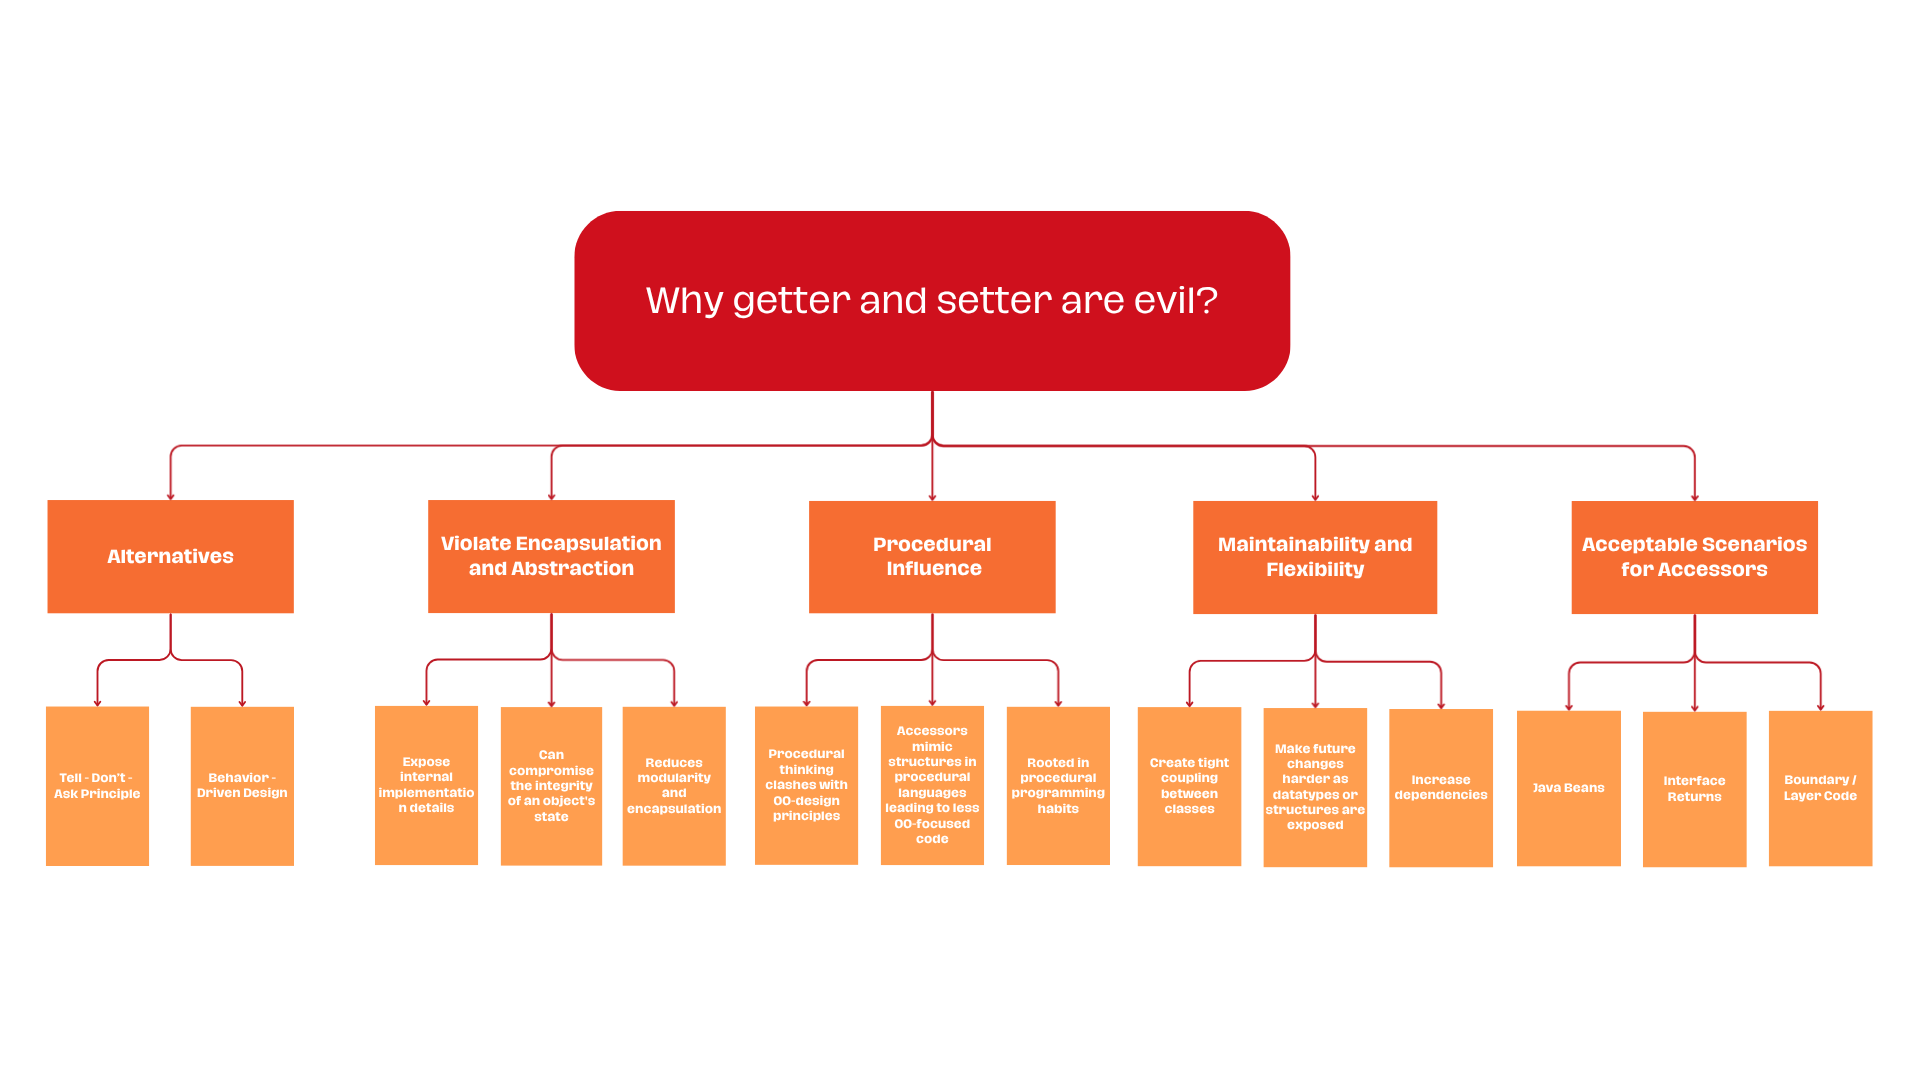 Why getter and setter are evil?
Alternatives
Violate Encapsulation
and Abstraction
Procedural
Influence
Maintainability and
Flexibility
Acceptable Scenarios
for Accessors
Tell - Don't -
Ask Principle
Behavior -
Driven Design
Expose
internal
implementatio
n details
Can
compromise
the integrity
of an object's
state
Reduces
modularity
and
encapsulation
Procedural
thinking
clashes with
OO-design
principles
Accessors
mimic
structures in
procedural
languages
leading to less
OO-focused
code
Rooted in
procedural
programming
habits
Create tight
coupling
between
classes
Make future
changes
harder as
datatypes or
structures are
exposed
Increase
dependencies
Java Beans
Interface
Returns
Boundary /
Layer Code